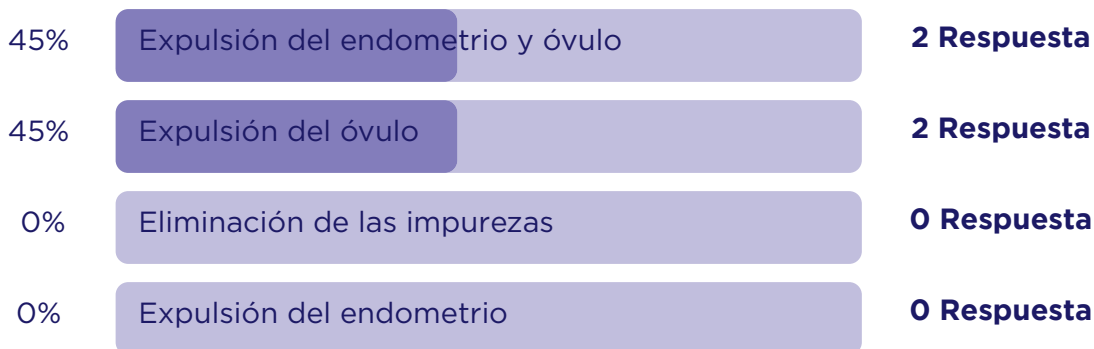 45% Expulsión del endometrio y óvulo 2 Respuesta
45% Expulsión del óvulo 2 Respuesta
0% Eliminación de las impurezas 0 Respuesta
0% Expulsión del endometrio 0 Respuesta